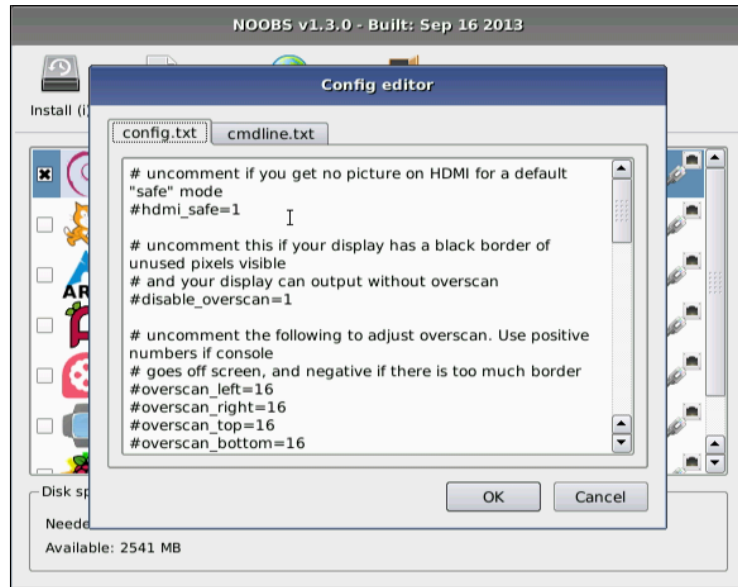 NOOBS v1.3.0 - Built: Sep 16 2013
Config editor
Install (i)
config.txt
cmdline.txt
# uncomment if you get no picture on HDMI for a default
"safe" mode
#hdmi_safe=1
# uncomment this if your display has a black border of
unused pixels visible
# and your display can output without overscan
#disable_overscan=1
# uncomment the following to adjust overscan. Use positive
numbers if console
# goes off screen, and negative if there is too much border
#overscan_left=16
#overscan_right=16
#overscan_top=16
#overscan_bottom=16
AR
OK
Cancel
Disk sp
Neede
Available: 2541 MB